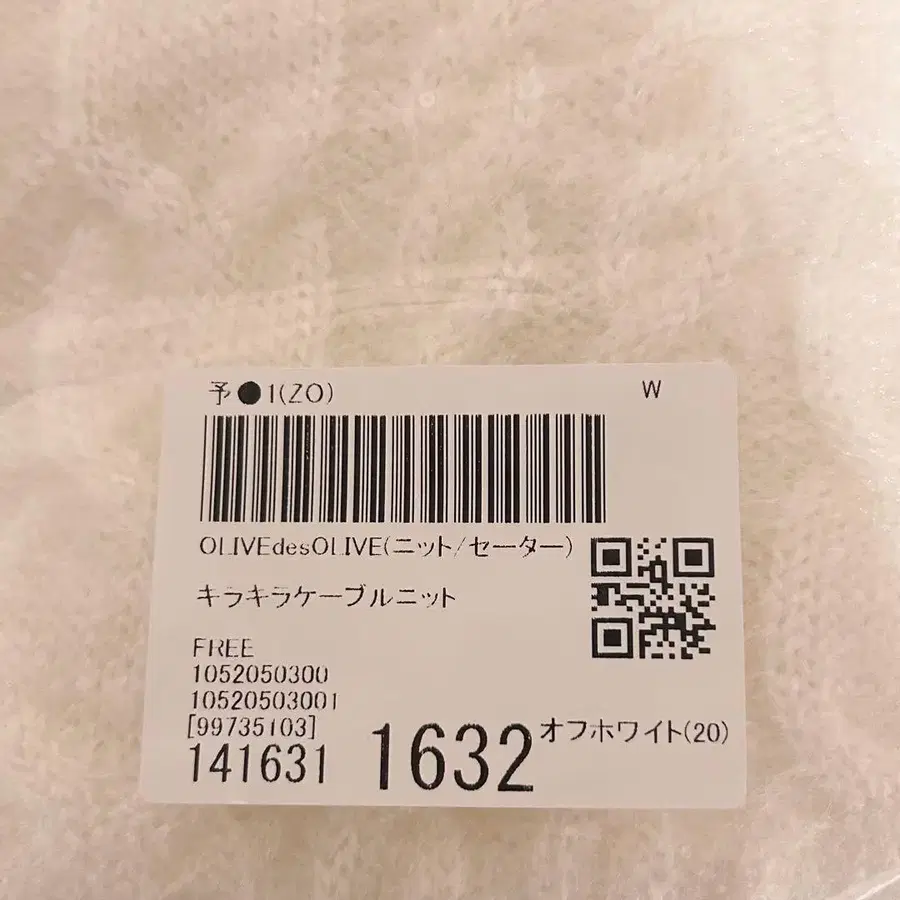 予●1(ZO) W
OLIVEdesOLIVE(ニット/セーター)
キラキラケーブルニット
FREE
1052050300
10520503001
[99735103]
141631 1632 オフホワイト(20)